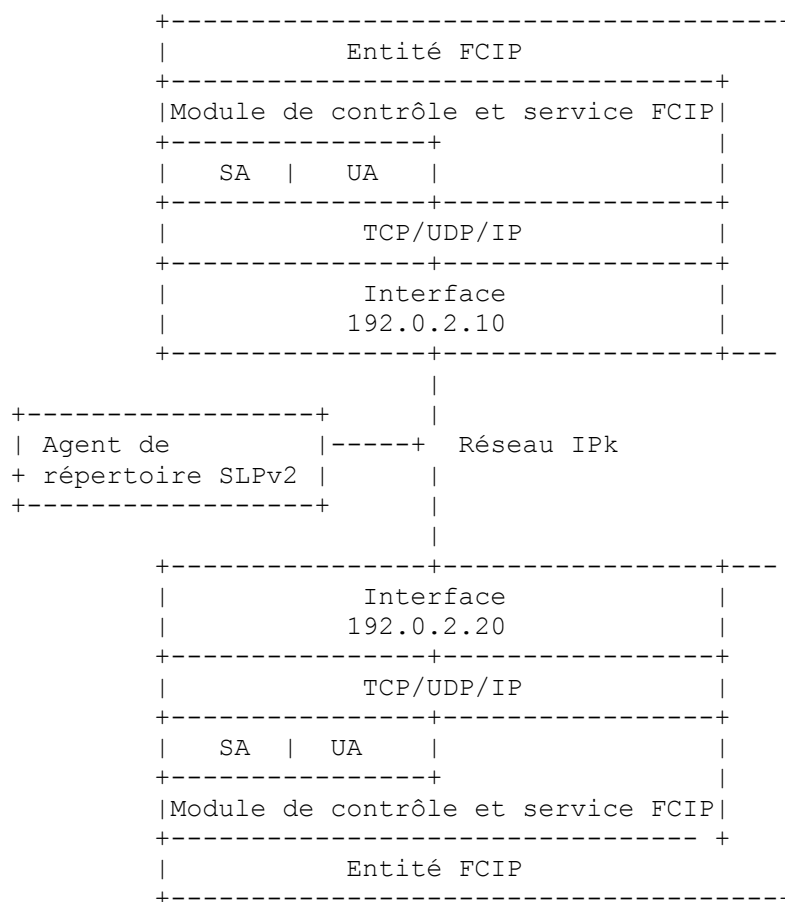 Entité FCIP
Module de contrôle et service FCIP
SA | UA
TCP/UDP/IP
Interface
192.0.2.10
Agent de
Réseau IPk
répertoire SLPv2
Interface
192.0.2.20
TCP/UDP/IP
SA | UA
Module de contrôle et service FCIP
Entité FCIP